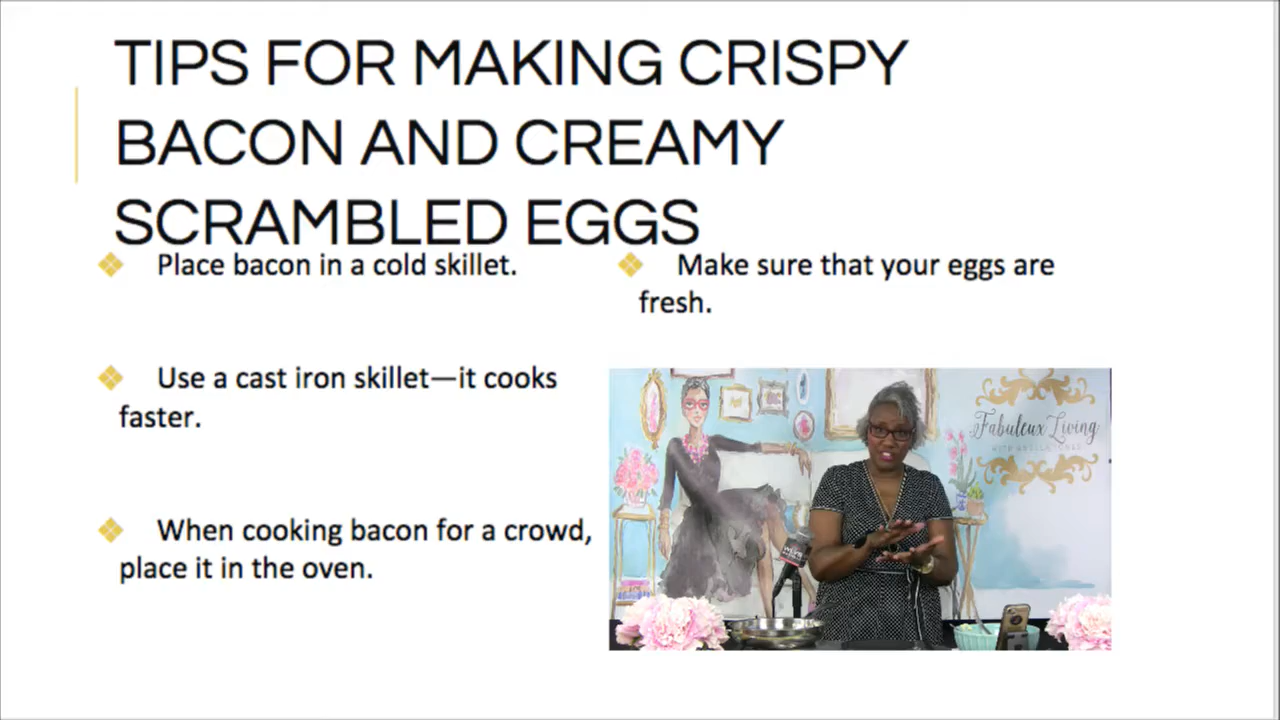 TIPS FOR MAKING CRISPY
BACON AND CREAMY
SCRAMBLED EGGS
Place bacon in a cold skillet.
Use a cast iron skillet—it cooks
faster.
When cooking bacon for a crowd,
place it in the oven.
Make sure that your eggs are
fresh.
Fabuleux Living